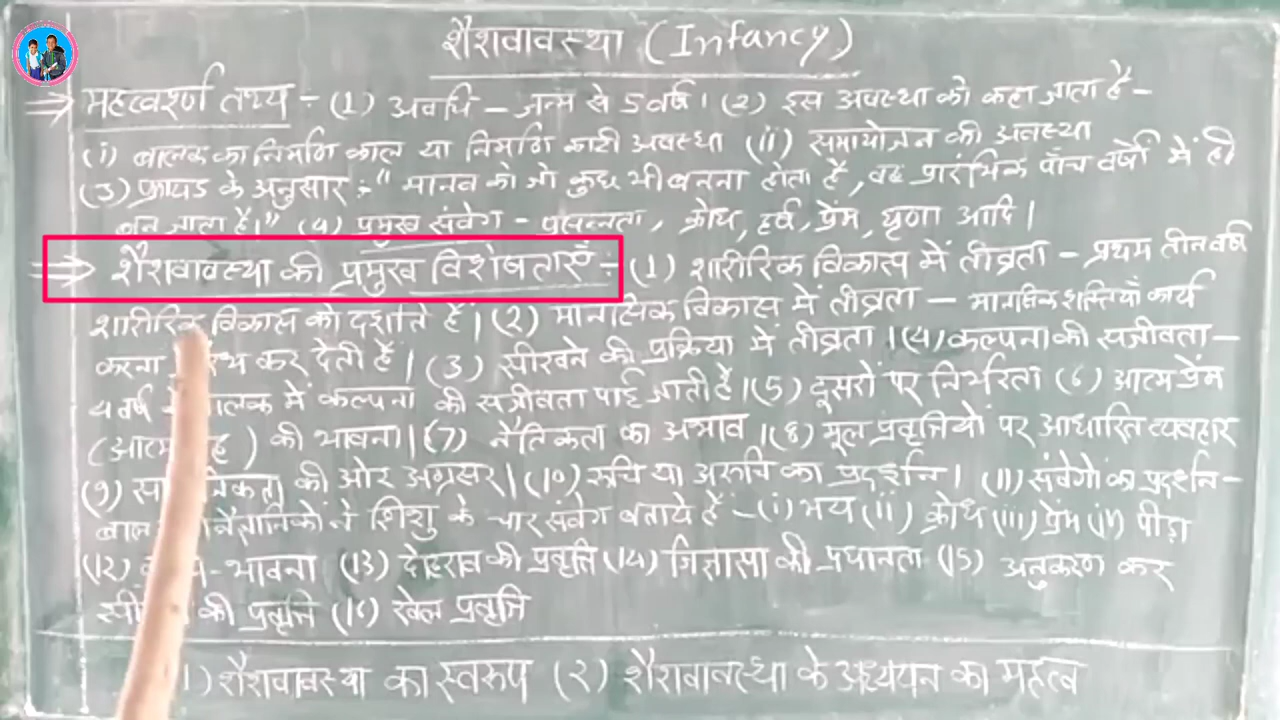 शैशवावस्था (Infancy)
⇒ महत्वपूर्ण तथ्य ÷ (1) अवधि – जन्म से 5 वर्ष। (2) इस अवस्था को कहा जाता है –
(i) बालक का निर्माण काल या निर्माणकारी अवस्था (ii) समायोजन की अवस्था
(3) फ्रायड के अनुसार ÷ "मानव को जो कुछ भी बनना होता है, वह प्रारंभिक पाँच वर्षों में ही
बन जाता है।" (4) प्रमुख संवेग – प्रसन्नता, क्रोध, हर्ष, प्रेम, घृणा आदि।
⇒ शैशवावस्था की प्रमुख विशेषताएँ ÷ (1) शारीरिक विकास में तीव्रता – प्रथम तीन वर्ष
शारीरिक विकास को दर्शाते हैं। (2) मानसिक विकास में तीव्रता – मानसिक शक्तियाँ कार्य
करना कर देती हैं। (3) सीखने की प्रक्रिया में तीव्रता। (4) कल्पना की सजीवता –
4 वर्ष में कल्पना की सजीवता पाई जाती है। (5) दूसरों पर निर्भरता (6) आत्म प्रेम
की भावना। (7) नैतिकता का अभाव। (8) मूल प्रवृत्तियों पर आधारित व्यवहार
(9) की ओर अग्रसर। (10) रुचि या अरुचि का प्रदर्शन। (11) संवेगों का प्रदर्शन –
बाल ने शिशु के चार संवेग बताये हैं – (i) भय (ii) क्रोध (iii) प्रेम (iv) पीड़ा
(12) भावना (13) दोहराव की प्रवृत्ति (14) जिज्ञासा की प्रधानता (15) अनुकरण कर
की प्रवृत्ति (16) खेल प्रवृत्ति
1) शैशवावस्था का स्वरूप (2) शैशवावस्था के अध्ययन का महत्व